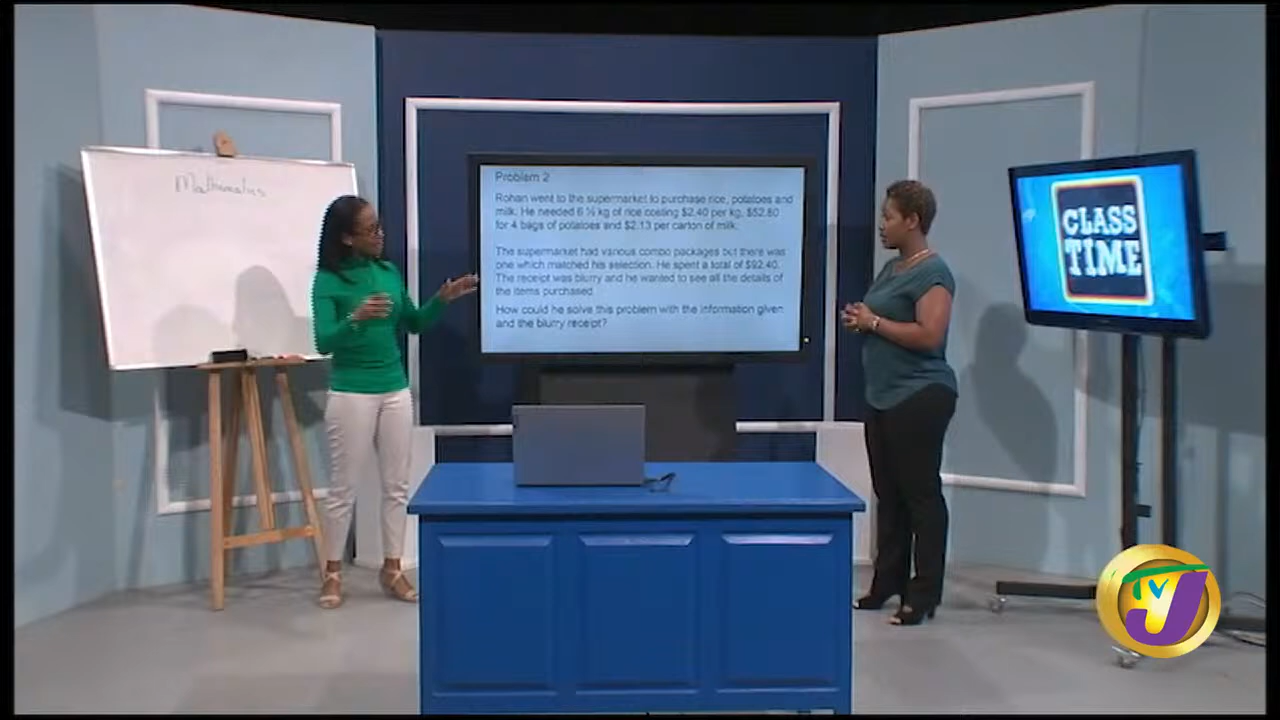 Mathematics
Problem 2
Rohan went to the supermarket to purchase rice, potatoes and
milk. He needed 6 ½ kg of rice costing $2.40 per kg, $52.80
for 4 bags of potatoes and $2.13 per carton of milk.
The supermarket had various combo packages but there was
one which matched his selection. He spent a total of $92.40.
The receipt was blurry and he wanted to see all the details of
the items purchased.
How could he solve this problem with the information given
and the blurry receipt?
CLASS
TIME
TVJ